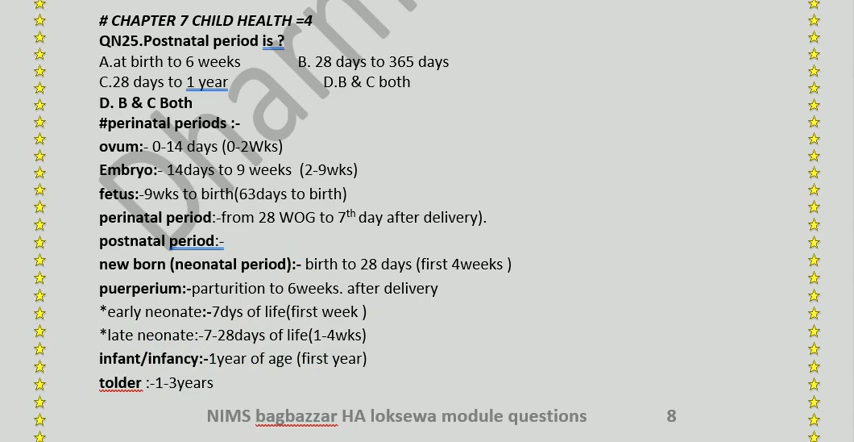 # CHAPTER 7 CHILD HEALTH =4
QN25.Postnatal period is ?
A.at birth to 6 weeks B. 28 days to 365 days
C.28 days to 1 year D.B & C both
D. B & C Both
#perinatal periods :-
ovum:- 0-14 days (0-2Wks)
Embryo:- 14days to 9 weeks (2-9wks)
fetus:-9wks to birth(63days to birth)
perinatal period:-from 28 WOG to 7th day after delivery).
postnatal period:-
new born (neonatal period):- birth to 28 days (first 4weeks )
puerperium:-parturition to 6weeks. after delivery
*early neonate:-7dys of life(first week )
*late neonate:-7-28days of life(1-4wks)
infant/infancy:-1year of age (first year)
tolder :-1-3years
NIMS bagbazzar HA loksewa module questions 8